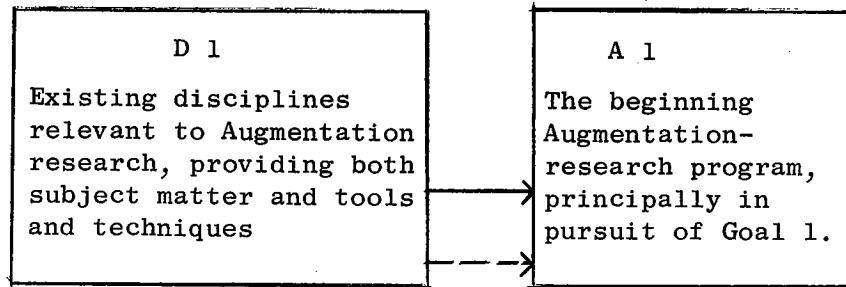 D 1
Existing disciplines
relevant to Augmentation
research, providing both
subject matter and tools
and techniques
A 1
The beginning
Augmentation-
research program,
principally in
pursuit of Goal 1.